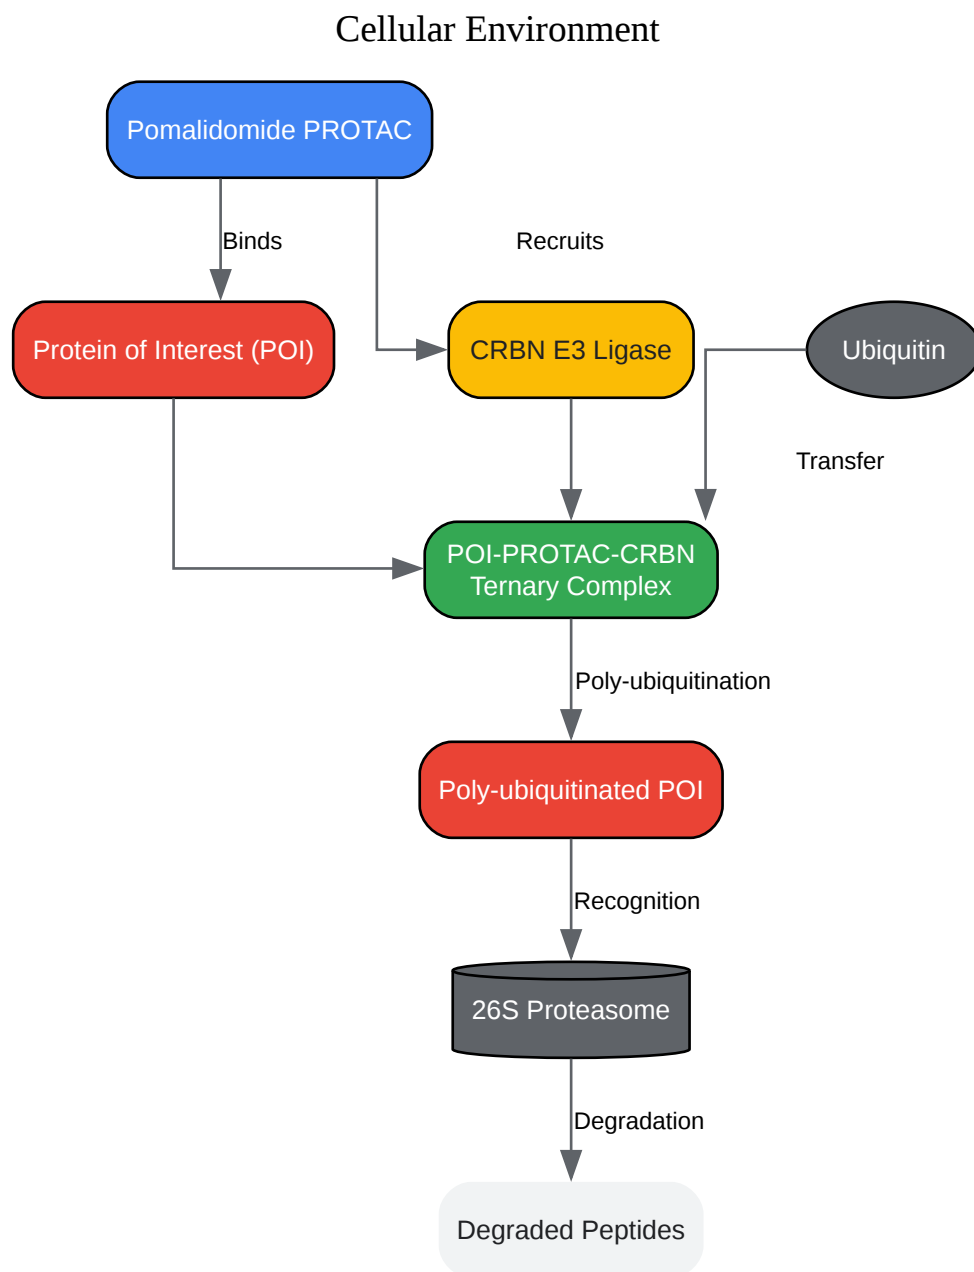 Cellular Environment
Pomalidomide PROTAC
Binds
Recruits
Protein of Interest (POI)
CRBN E3 Ligase
Ubiquitin
Transfer
POI-PROTAC-CRBN
Ternary Complex
Poly-ubiquitination
Poly-ubiquitinated POI
Recognition
26S Proteasome
Degradation
Degraded Peptides